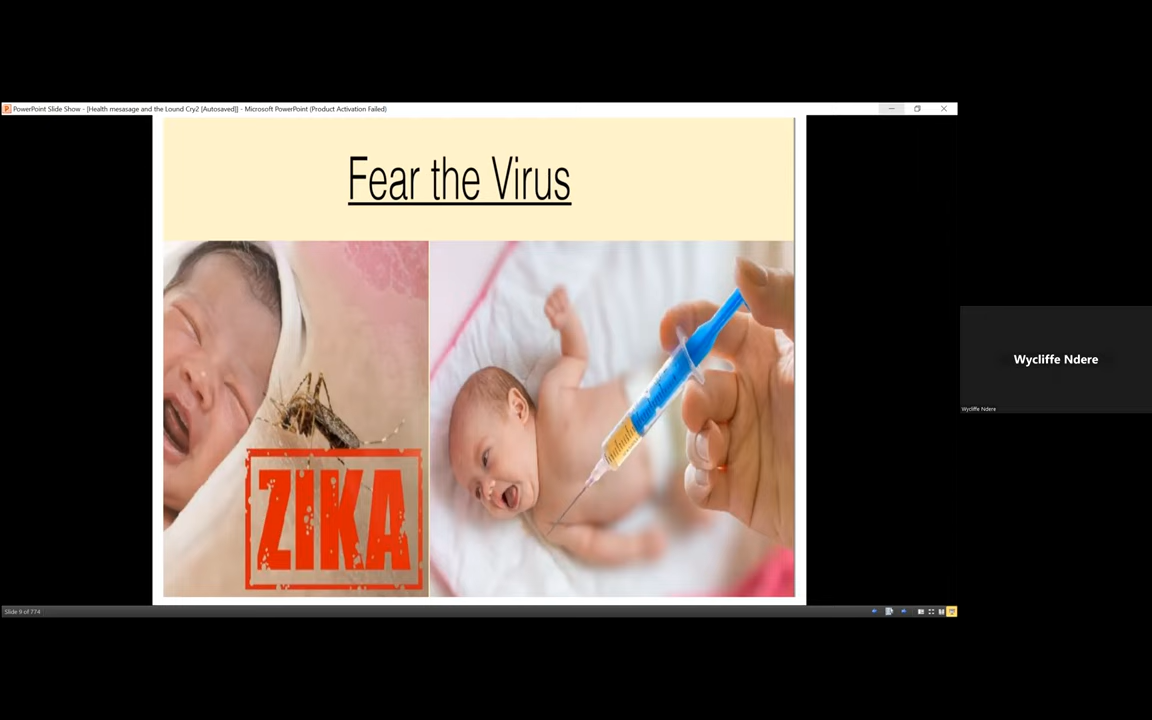 PowerPoint Slide Show - [Health mesasage and the Lound Cry2 [Autosaved]] - Microsoft PowerPoint (Product Activation Failed)
Fear the Virus
ZIKA
Wycliffe Ndere
Wycliffe Ndere
Slide 9 of 774